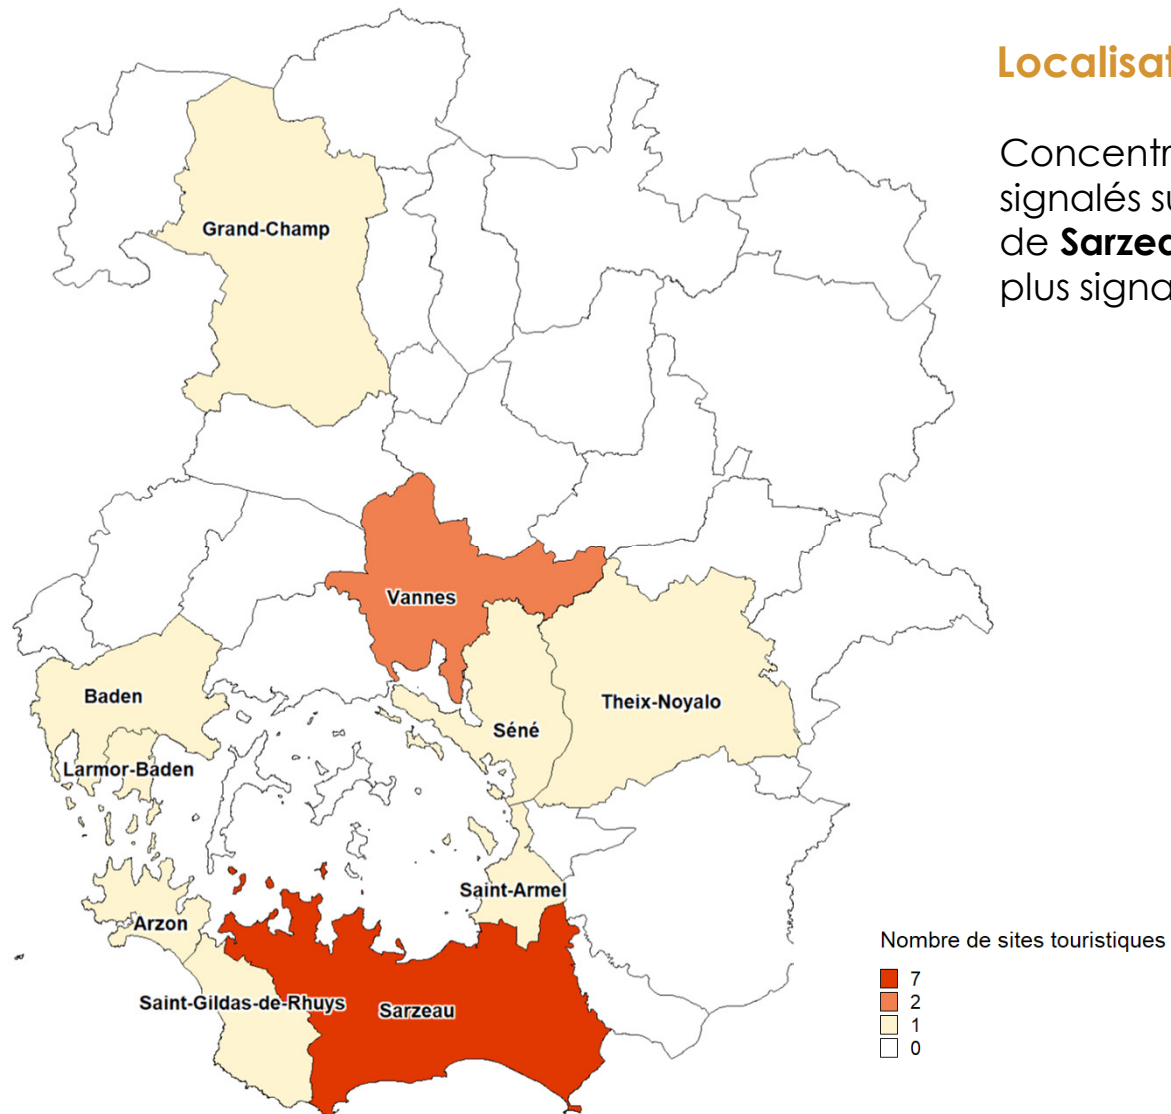 Localisat
Concentr
signalés su
de Sarzea
plus signa
Grand-Champ
Vannes
Baden
Theix-Noyalo
Séné
Larmor-Baden
Saint-Armel
Arzon
Saint-Gildas-de-Rhuys
Sarzeau
Nombre de sites touristiques
7
2
1
0